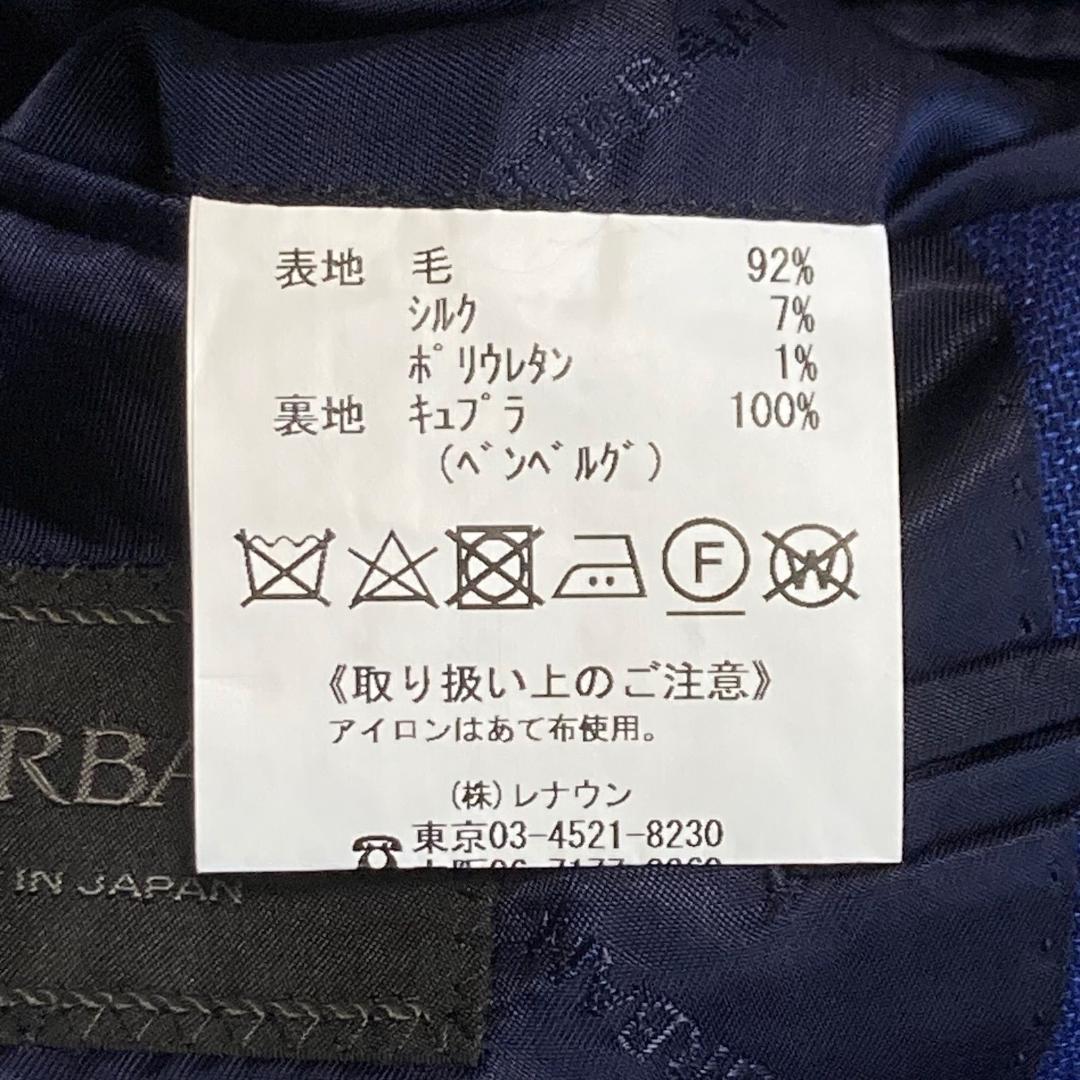 表地 毛 92%
ｼﾙｸ 7%
ﾎﾟﾘｳﾚﾀﾝ 1%
裏地 ｷｭﾌﾟﾗ 100%
(ﾍﾞﾝﾍﾞﾙｸﾞ)
F W
《取り扱い上のご注意》
アイロンはあて布使用。
(株)レナウン
☎東京03-4521-8230
RBA
IN JAPAN